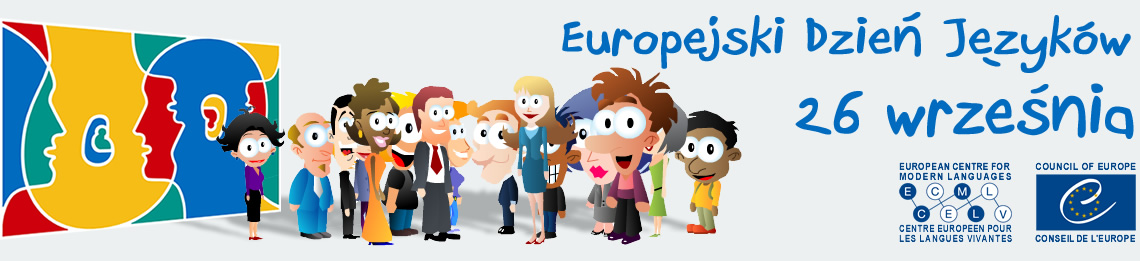 Europejski Dzień Języków
26 września
EUROPEAN CENTRE FOR
MODERN LANGUAGES
E C M L
C E L V
CENTRE EUROPEEN POUR
LES LANGUES VIVANTES
COUNCIL OF EUROPE
CONSEIL DE L'EUROPE